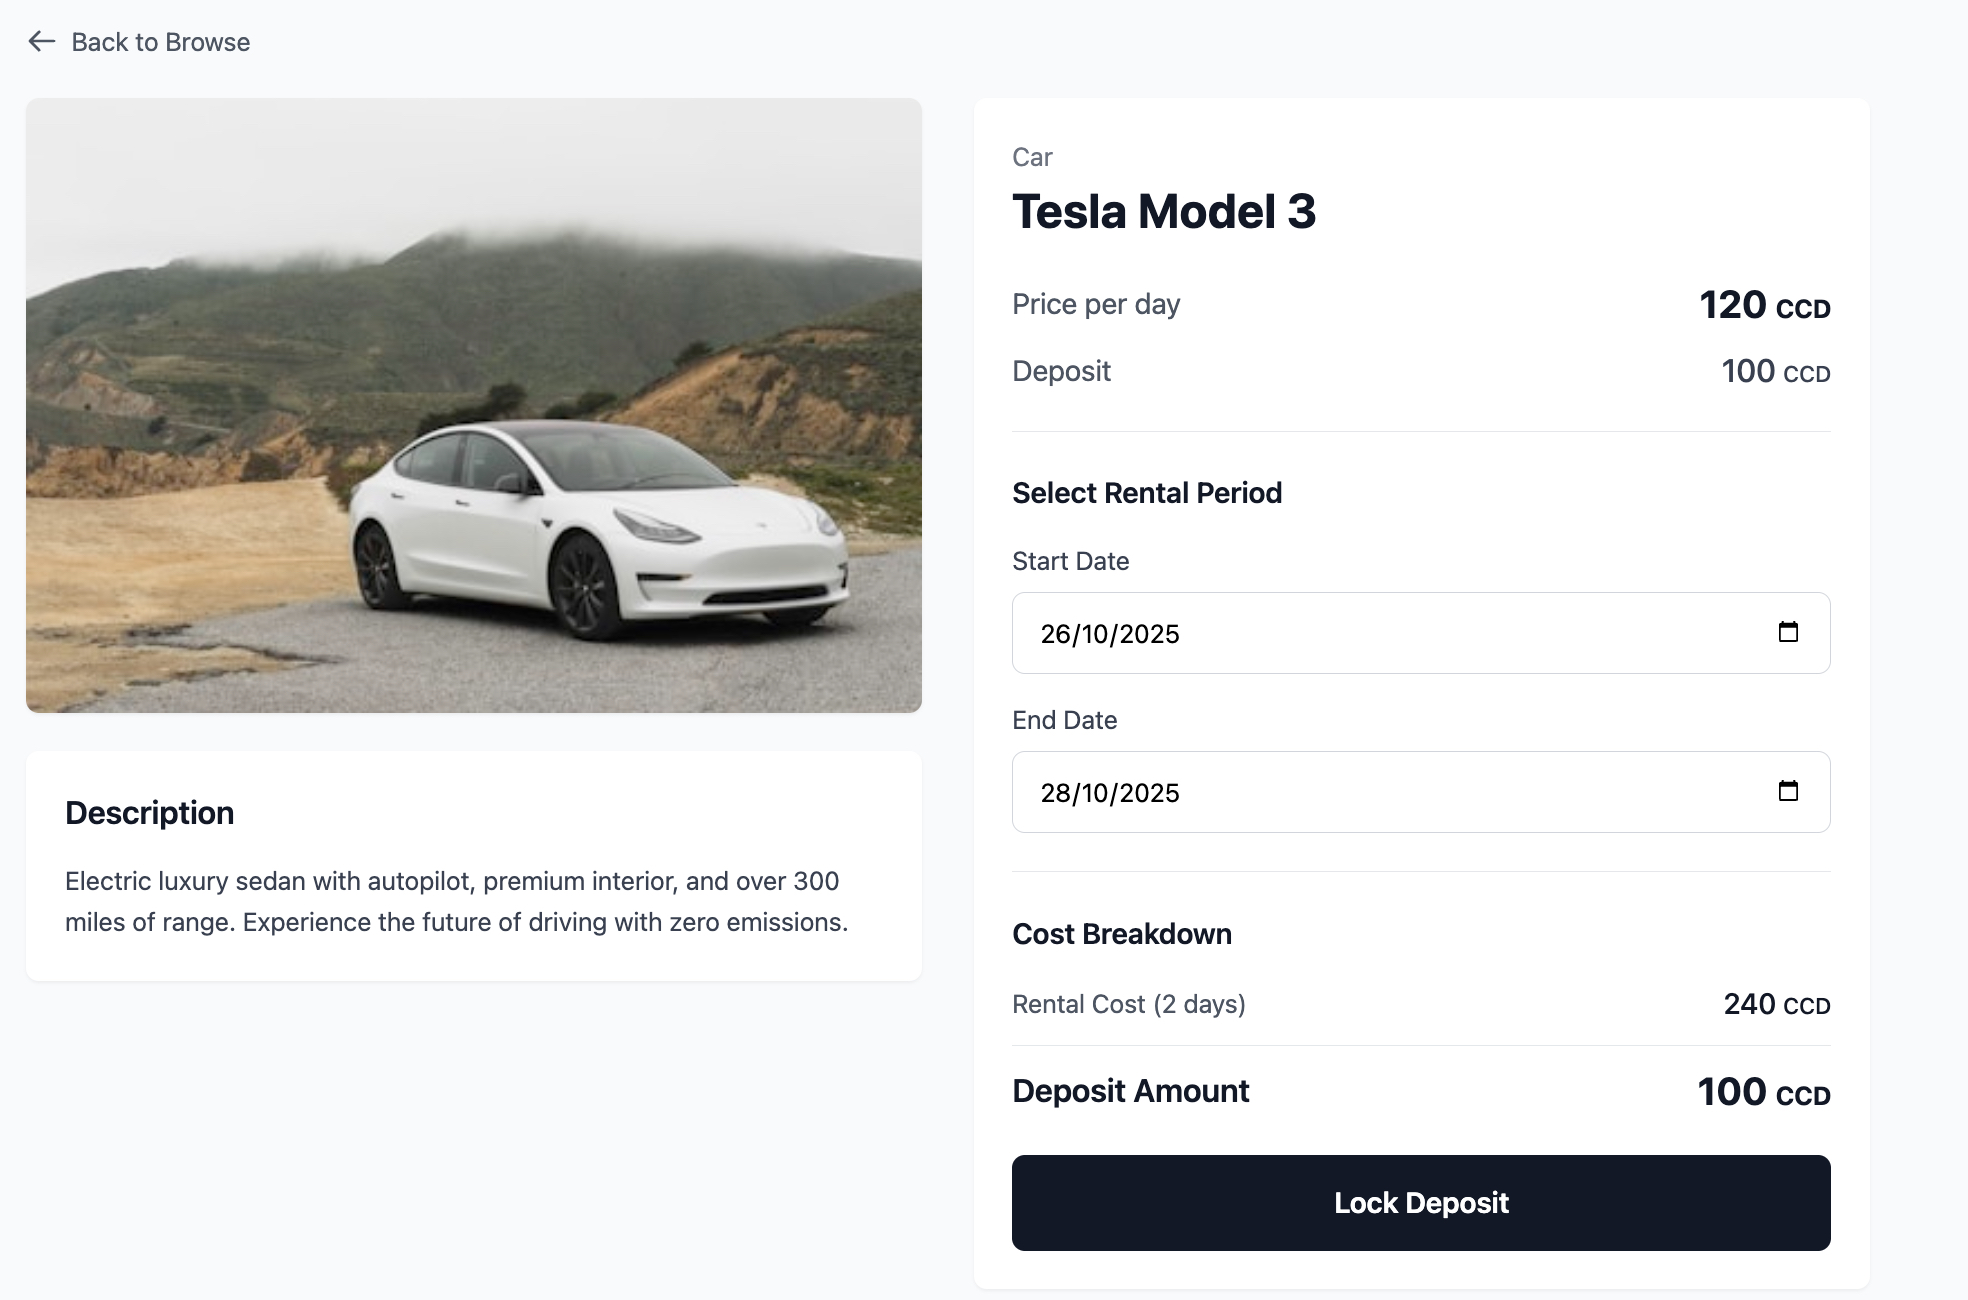 Back to Browse
Car
Tesla Model 3
Price per day 120 CCD
Deposit 100 CCD
Select Rental Period
Start Date
26/10/2025
End Date
28/10/2025
Description
Electric luxury sedan with autopilot, premium interior, and over 300
miles of range. Experience the future of driving with zero emissions.
Cost Breakdown
Rental Cost (2 days) 240 CCD
Deposit Amount 100 CCD
Lock Deposit